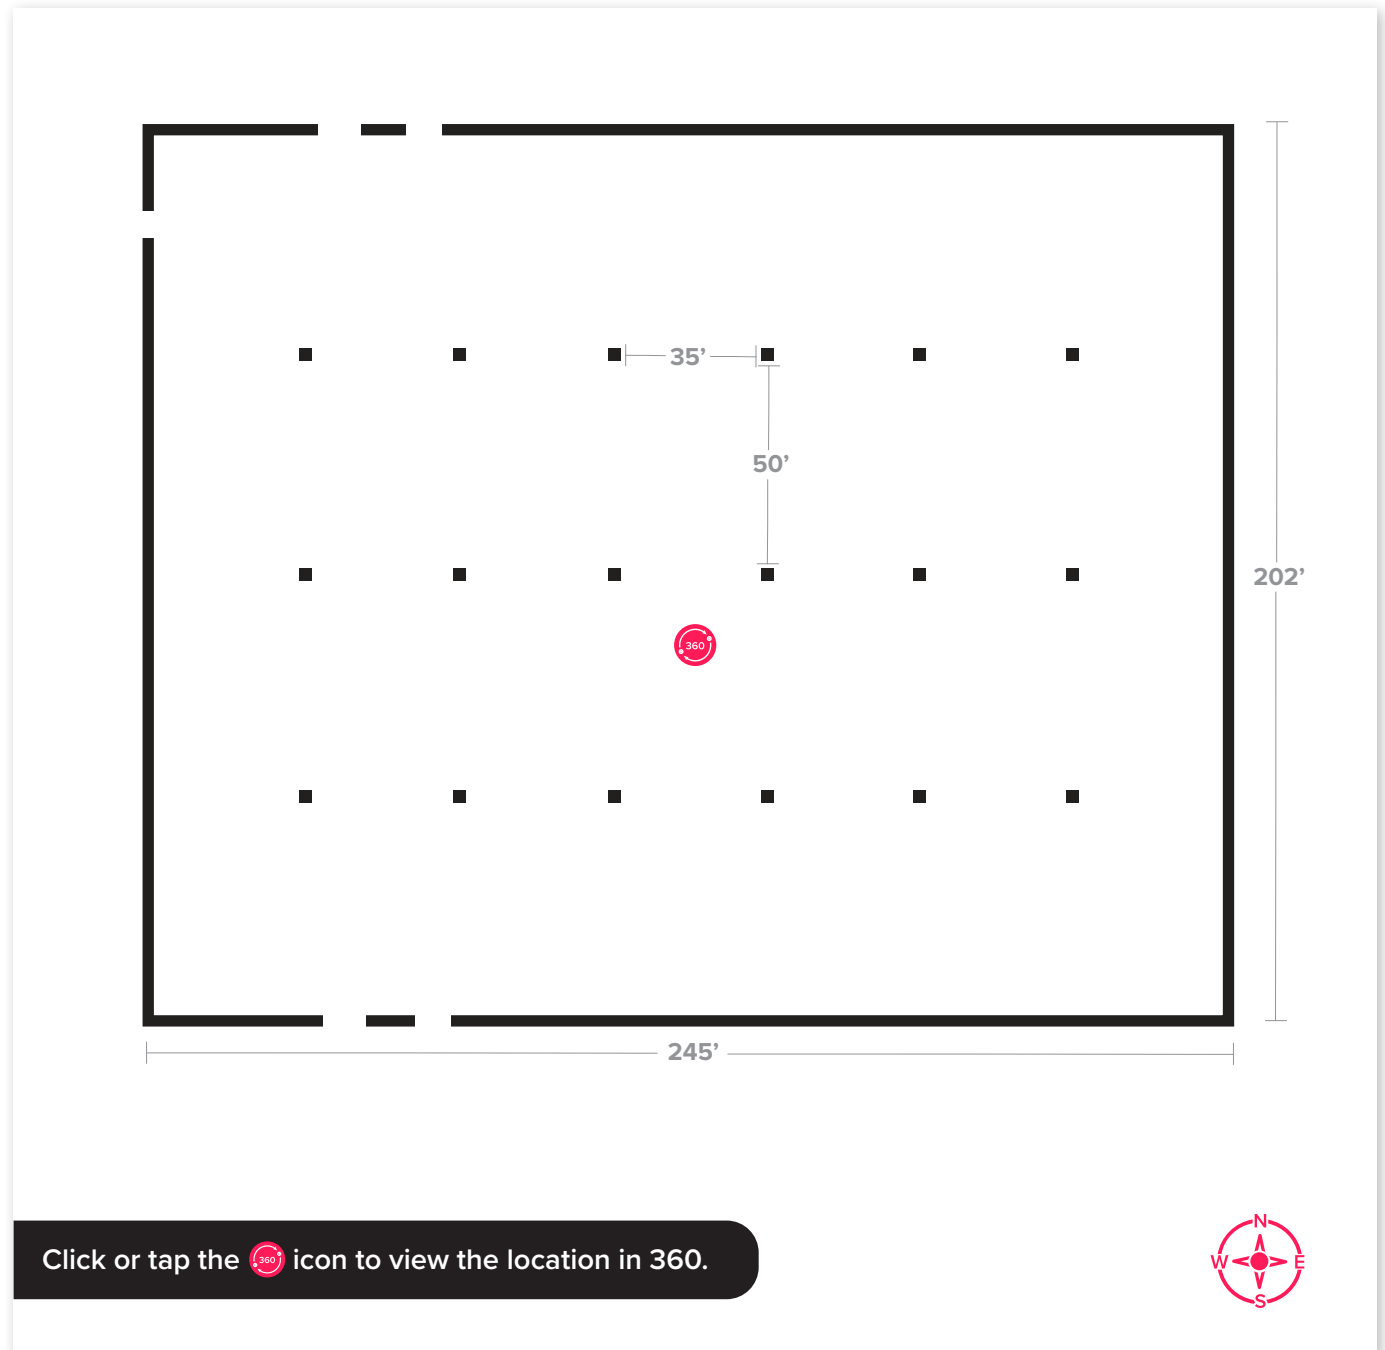 35’
50’
360
202’
245’
Click or tap the 360 icon to view the location in 360.
N
W E
S